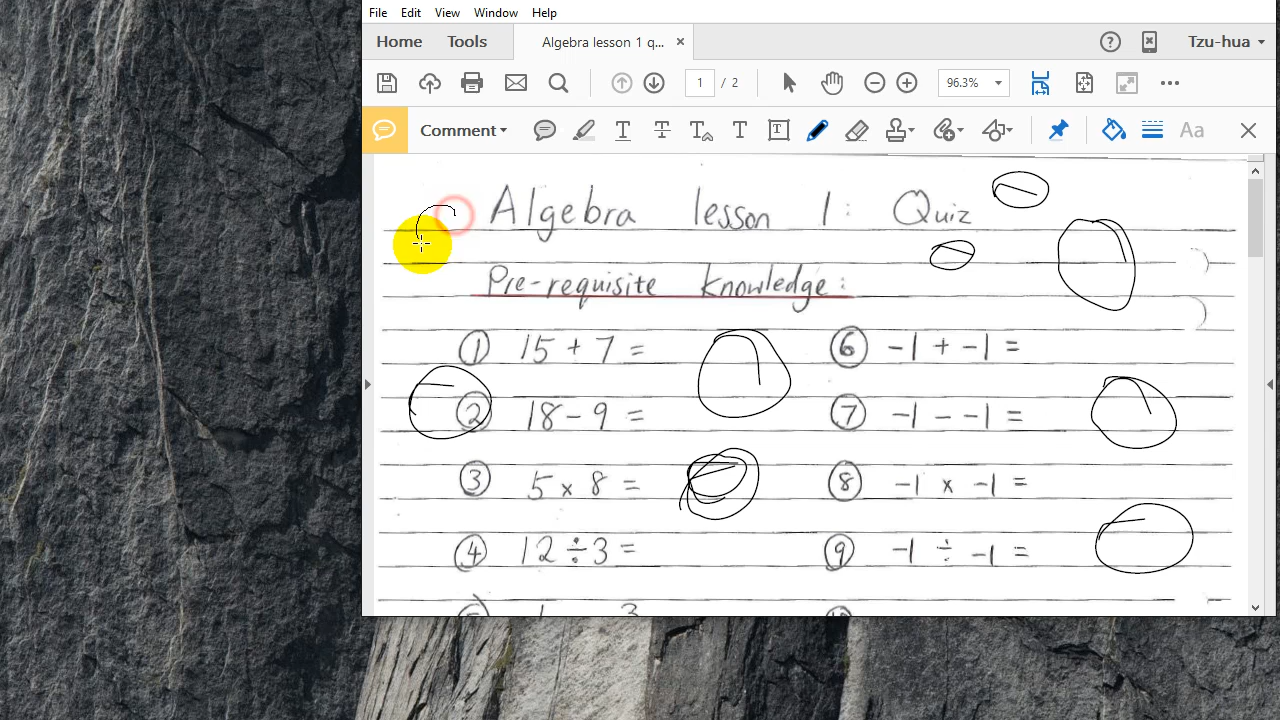 File Edit View Window Help
Home Tools Algebra lesson 1 q... × Tzu-hua
1 / 2 96.3%
Comment T T T T T Aa
Algebra lesson 1: Quiz
Pre-requisite knowledge:
① 15 + 7 = ⑥ -1 + -1 =
② 18 - 9 = ⑦ -1 - -1 =
③ 5 x 8 = ⑧ -1 x -1 =
④ 12 ÷ 3 = ⑨ -1 ÷ -1 =